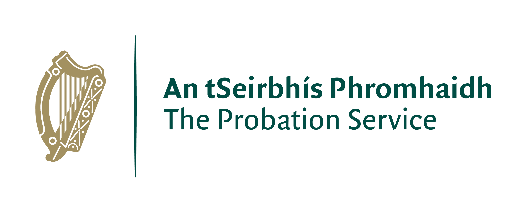 An tSeirbhís Phromhaidh
The Probation Service